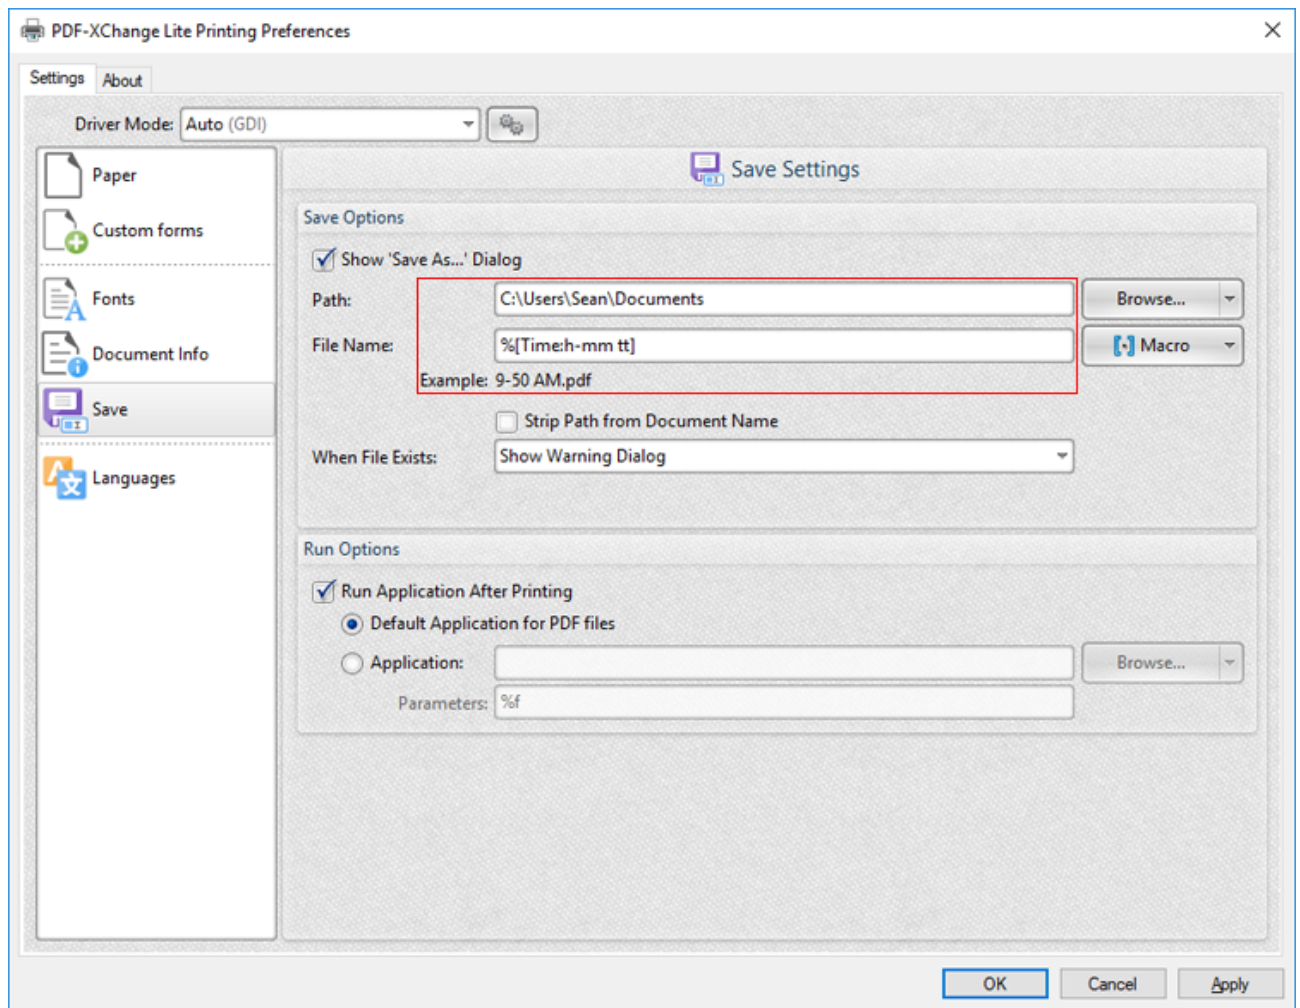 PDF-XChange Lite Printing Preferences
Settings About
Driver Mode: Auto (GDI)
Paper
Custom forms
Fonts
Document Info
Save
Languages
Save Settings
Save Options
Show 'Save As...' Dialog
Path: C:\Users\Sean\Documents Browse...
File Name: %[Time:h-mm tt] Macro
Example: 9-50 AM.pdf
Strip Path from Document Name
When File Exists: Show Warning Dialog
Run Options
Run Application After Printing
Default Application for PDF files
Application: Browse...
Parameters: %f
OK Cancel Apply